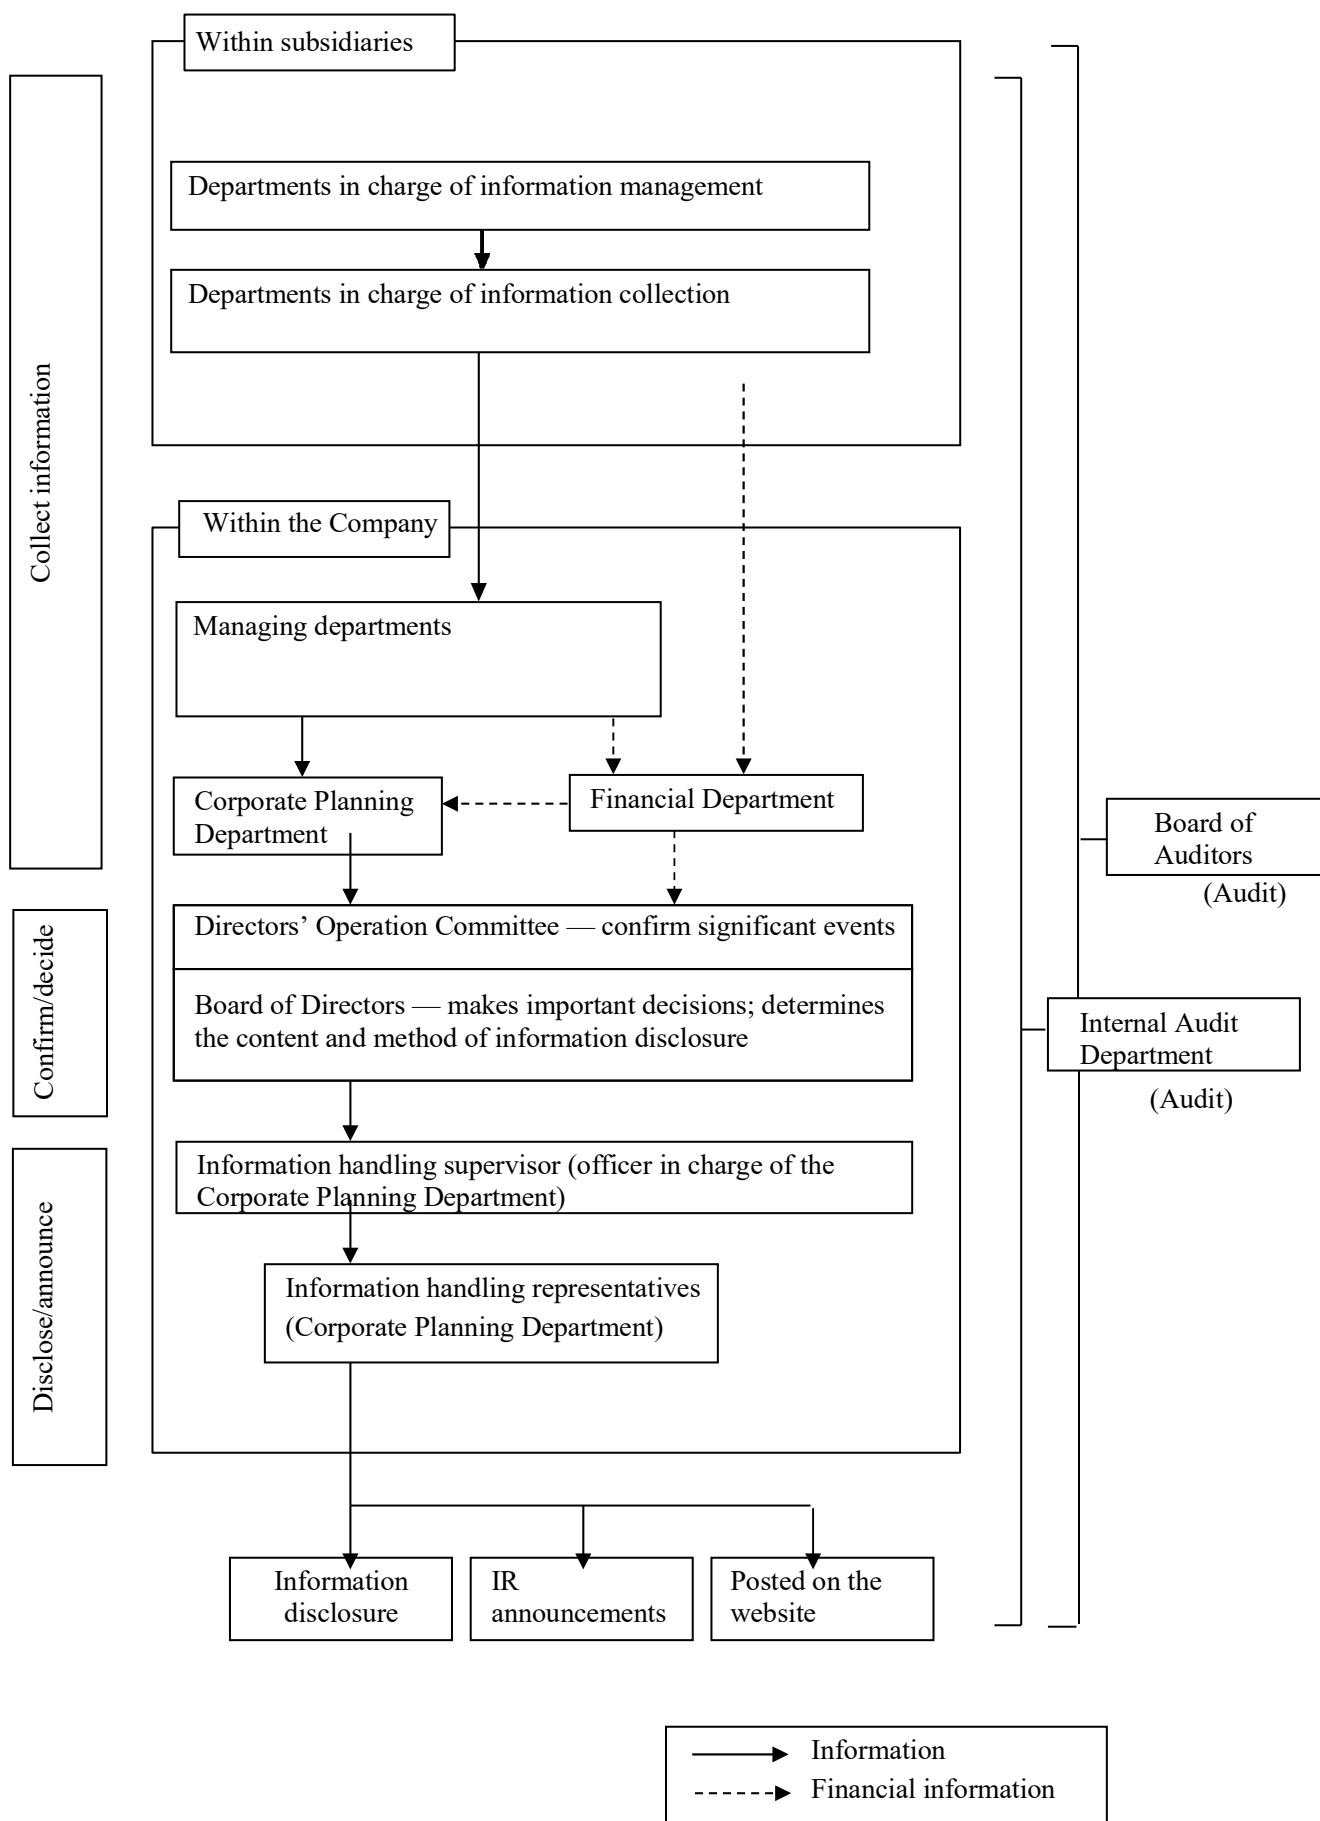 Within subsidiaries
Collect information
Departments in charge of information management
Departments in charge of information collection
Within the Company
Managing departments
Corporate Planning
Department
Financial Department
Board of
Auditors
(Audit)
Confirm/decide
Directors’ Operation Committee — confirm significant events
Board of Directors — makes important decisions; determines
the content and method of information disclosure
Internal Audit
Department
(Audit)
Disclose/announce
Information handling supervisor (officer in charge of the
Corporate Planning Department)
Information handling representatives
(Corporate Planning Department)
Information
disclosure
IR
announcements
Posted on the
website
Information
Financial information